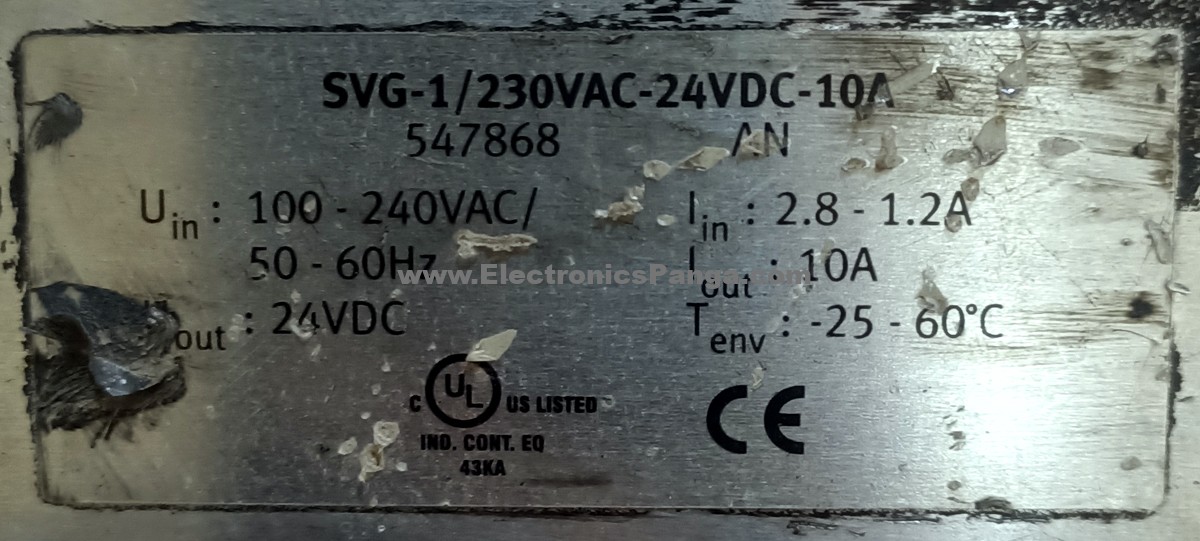 SVG-1/230VAC-24VDC-10A
547868 AN
Uin : 100 - 240VAC/ Iin : 2.8 - 1.2A
50 - 60Hz Iout : 10A
out : 24VDC Tenv : -25 - 60°C
www.ElectronicsPanga.com
C UL US LISTED CE
IND. CONT. EQ
43KA